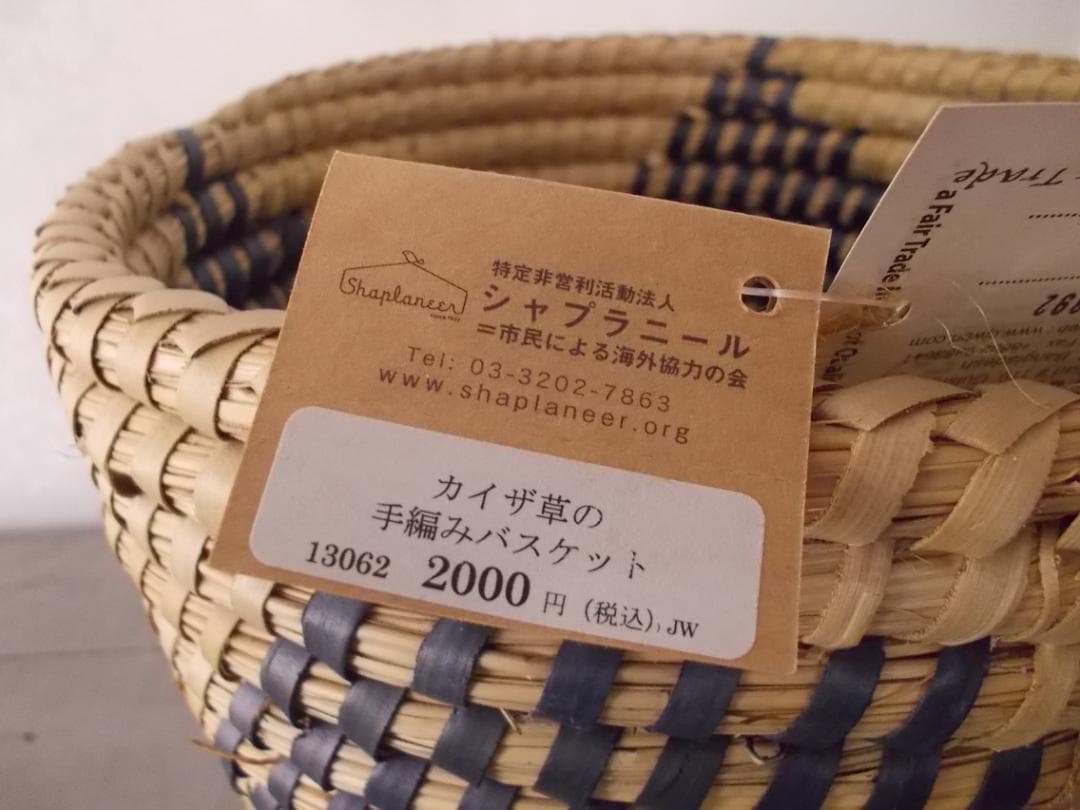 Shaplaneer
特定非営利活動法人
シャプラニール
=市民による海外協力の会
Tel: 03-3202-7863
www.shaplaneer.org
カイザ草の
手編みバスケット
13062 2000円 (税込) JW
Trade
a FairTrade